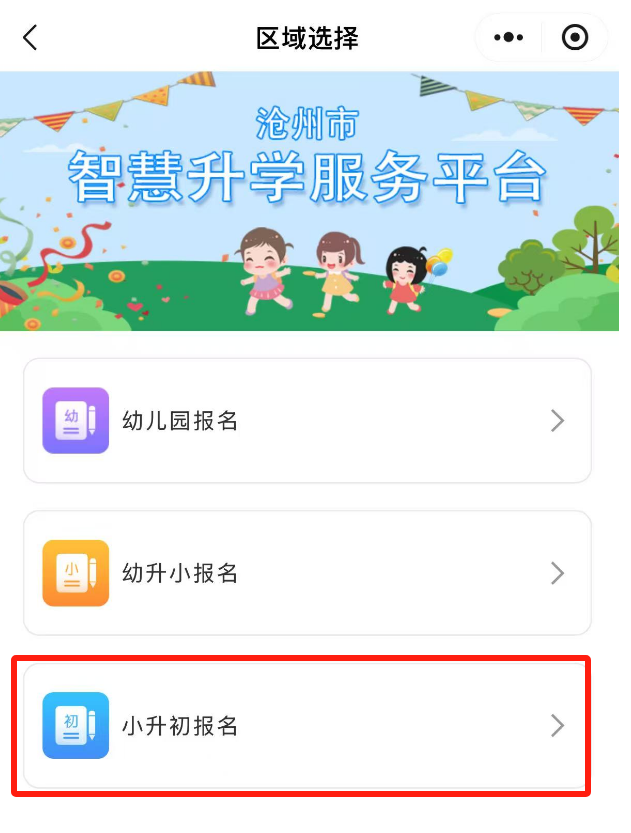 区域选择
沧州市
智慧升学服务平台
幼
幼儿园报名
小
幼升小报名
初
小升初报名